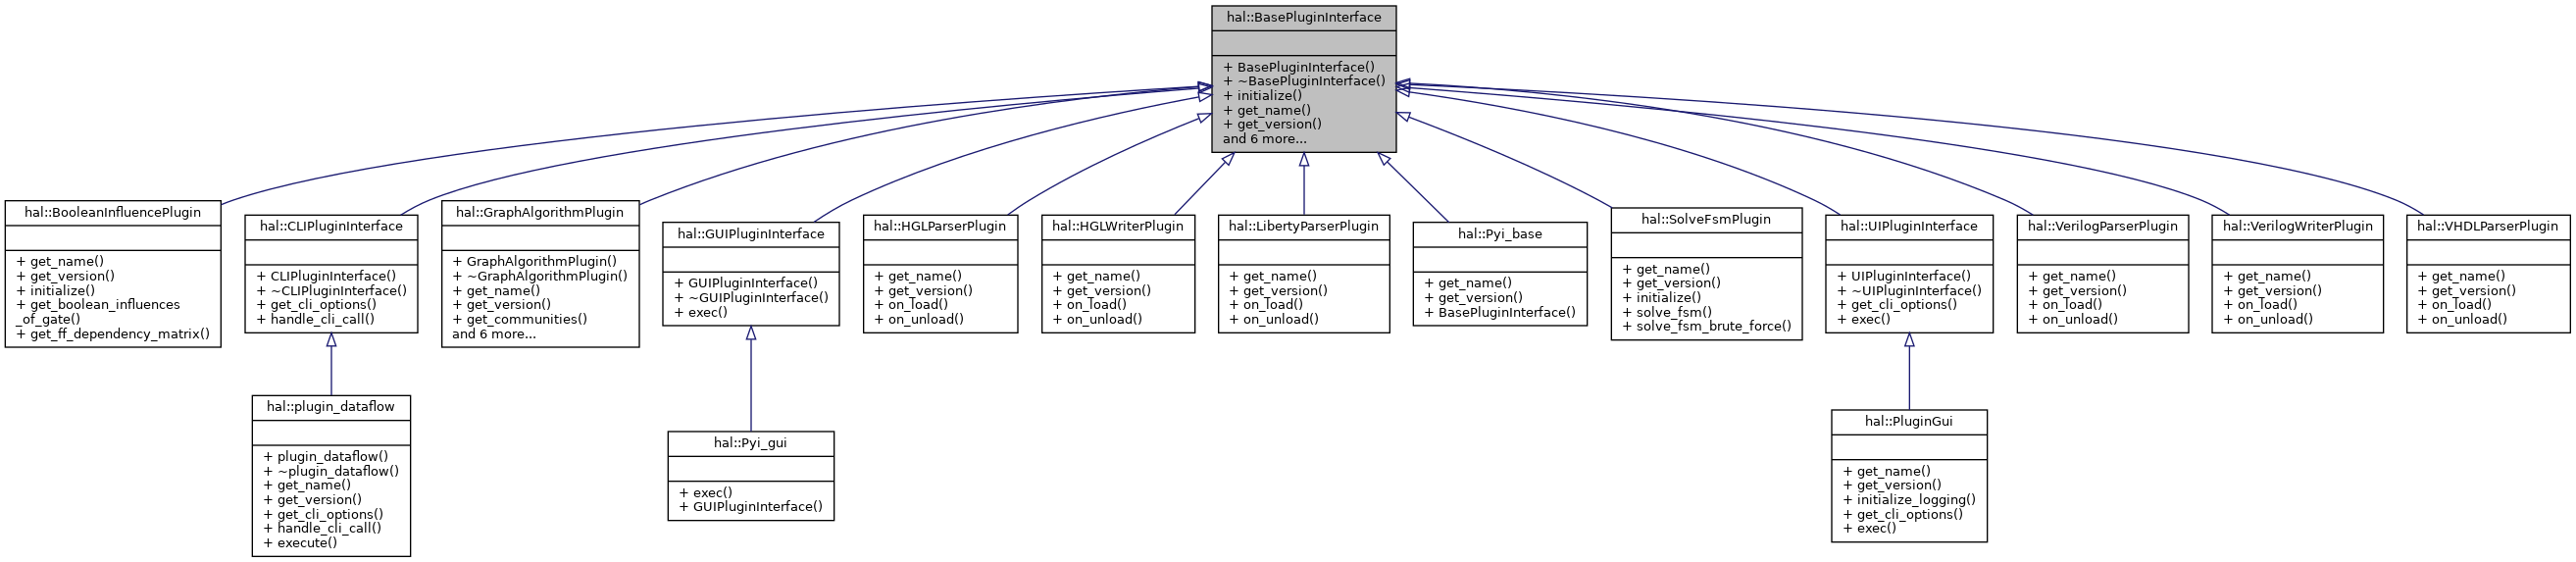 hal::BasePluginInterface
+ BasePluginInterface()
+ ~BasePluginInterface()
+ initialize()
+ get_name()
+ get_version()
and 6 more...
hal::BooleanInfluencePlugin
+ get_name()
+ get_version()
+ initialize()
+ get_boolean_influences
_of_gate()
+ get_ff_dependency_matrix()
hal::CLIPluginInterface
+ CLIPluginInterface()
+ ~CLIPluginInterface()
+ get_cli_options()
+ handle_cli_call()
hal::GraphAlgorithmPlugin
+ GraphAlgorithmPlugin()
+ ~GraphAlgorithmPlugin()
+ get_name()
+ get_version()
+ get_communities()
and 6 more...
hal::GUIPluginInterface
+ GUIPluginInterface()
+ ~GUIPluginInterface()
+ exec()
hal::HGLParserPlugin
+ get_name()
+ get_version()
+ on_load()
+ on_unload()
hal::HGLWriterPlugin
+ get_name()
+ get_version()
+ on_load()
+ on_unload()
hal::LibertyParserPlugin
+ get_name()
+ get_version()
+ on_load()
+ on_unload()
hal::Pyi_base
+ get_name()
+ get_version()
+ BasePluginInterface()
hal::SolveFsmPlugin
+ get_name()
+ get_version()
+ initialize()
+ solve_fsm()
+ solve_fsm_brute_force()
hal::UIPluginInterface
+ UIPluginInterface()
+ ~UIPluginInterface()
+ get_cli_options()
+ exec()
hal::VerilogParserPlugin
+ get_name()
+ get_version()
+ on_load()
+ on_unload()
hal::VerilogWriterPlugin
+ get_name()
+ get_version()
+ on_load()
+ on_unload()
hal::VHDLParserPlugin
+ get_name()
+ get_version()
+ on_load()
+ on_unload()
hal::plugin_dataflow
+ plugin_dataflow()
+ ~plugin_dataflow()
+ get_name()
+ get_version()
+ get_cli_options()
+ handle_cli_call()
+ execute()
hal::Pyi_gui
+ exec()
+ GUIPluginInterface()
hal::PluginGui
+ get_name()
+ get_version()
+ initialize_logging()
+ get_cli_options()
+ exec()